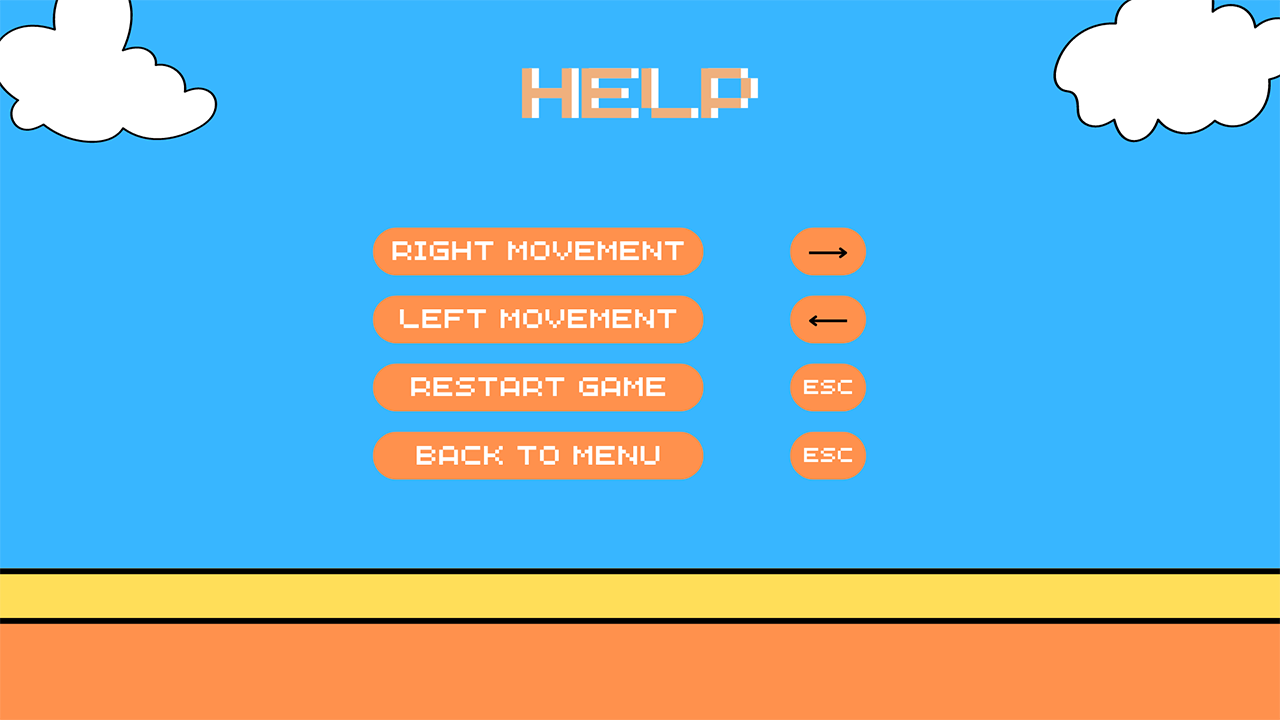 HELP
RIGHT MOVEMENT →
LEFT MOVEMENT ←
RESTART GAME ESC
BACK TO MENU ESC